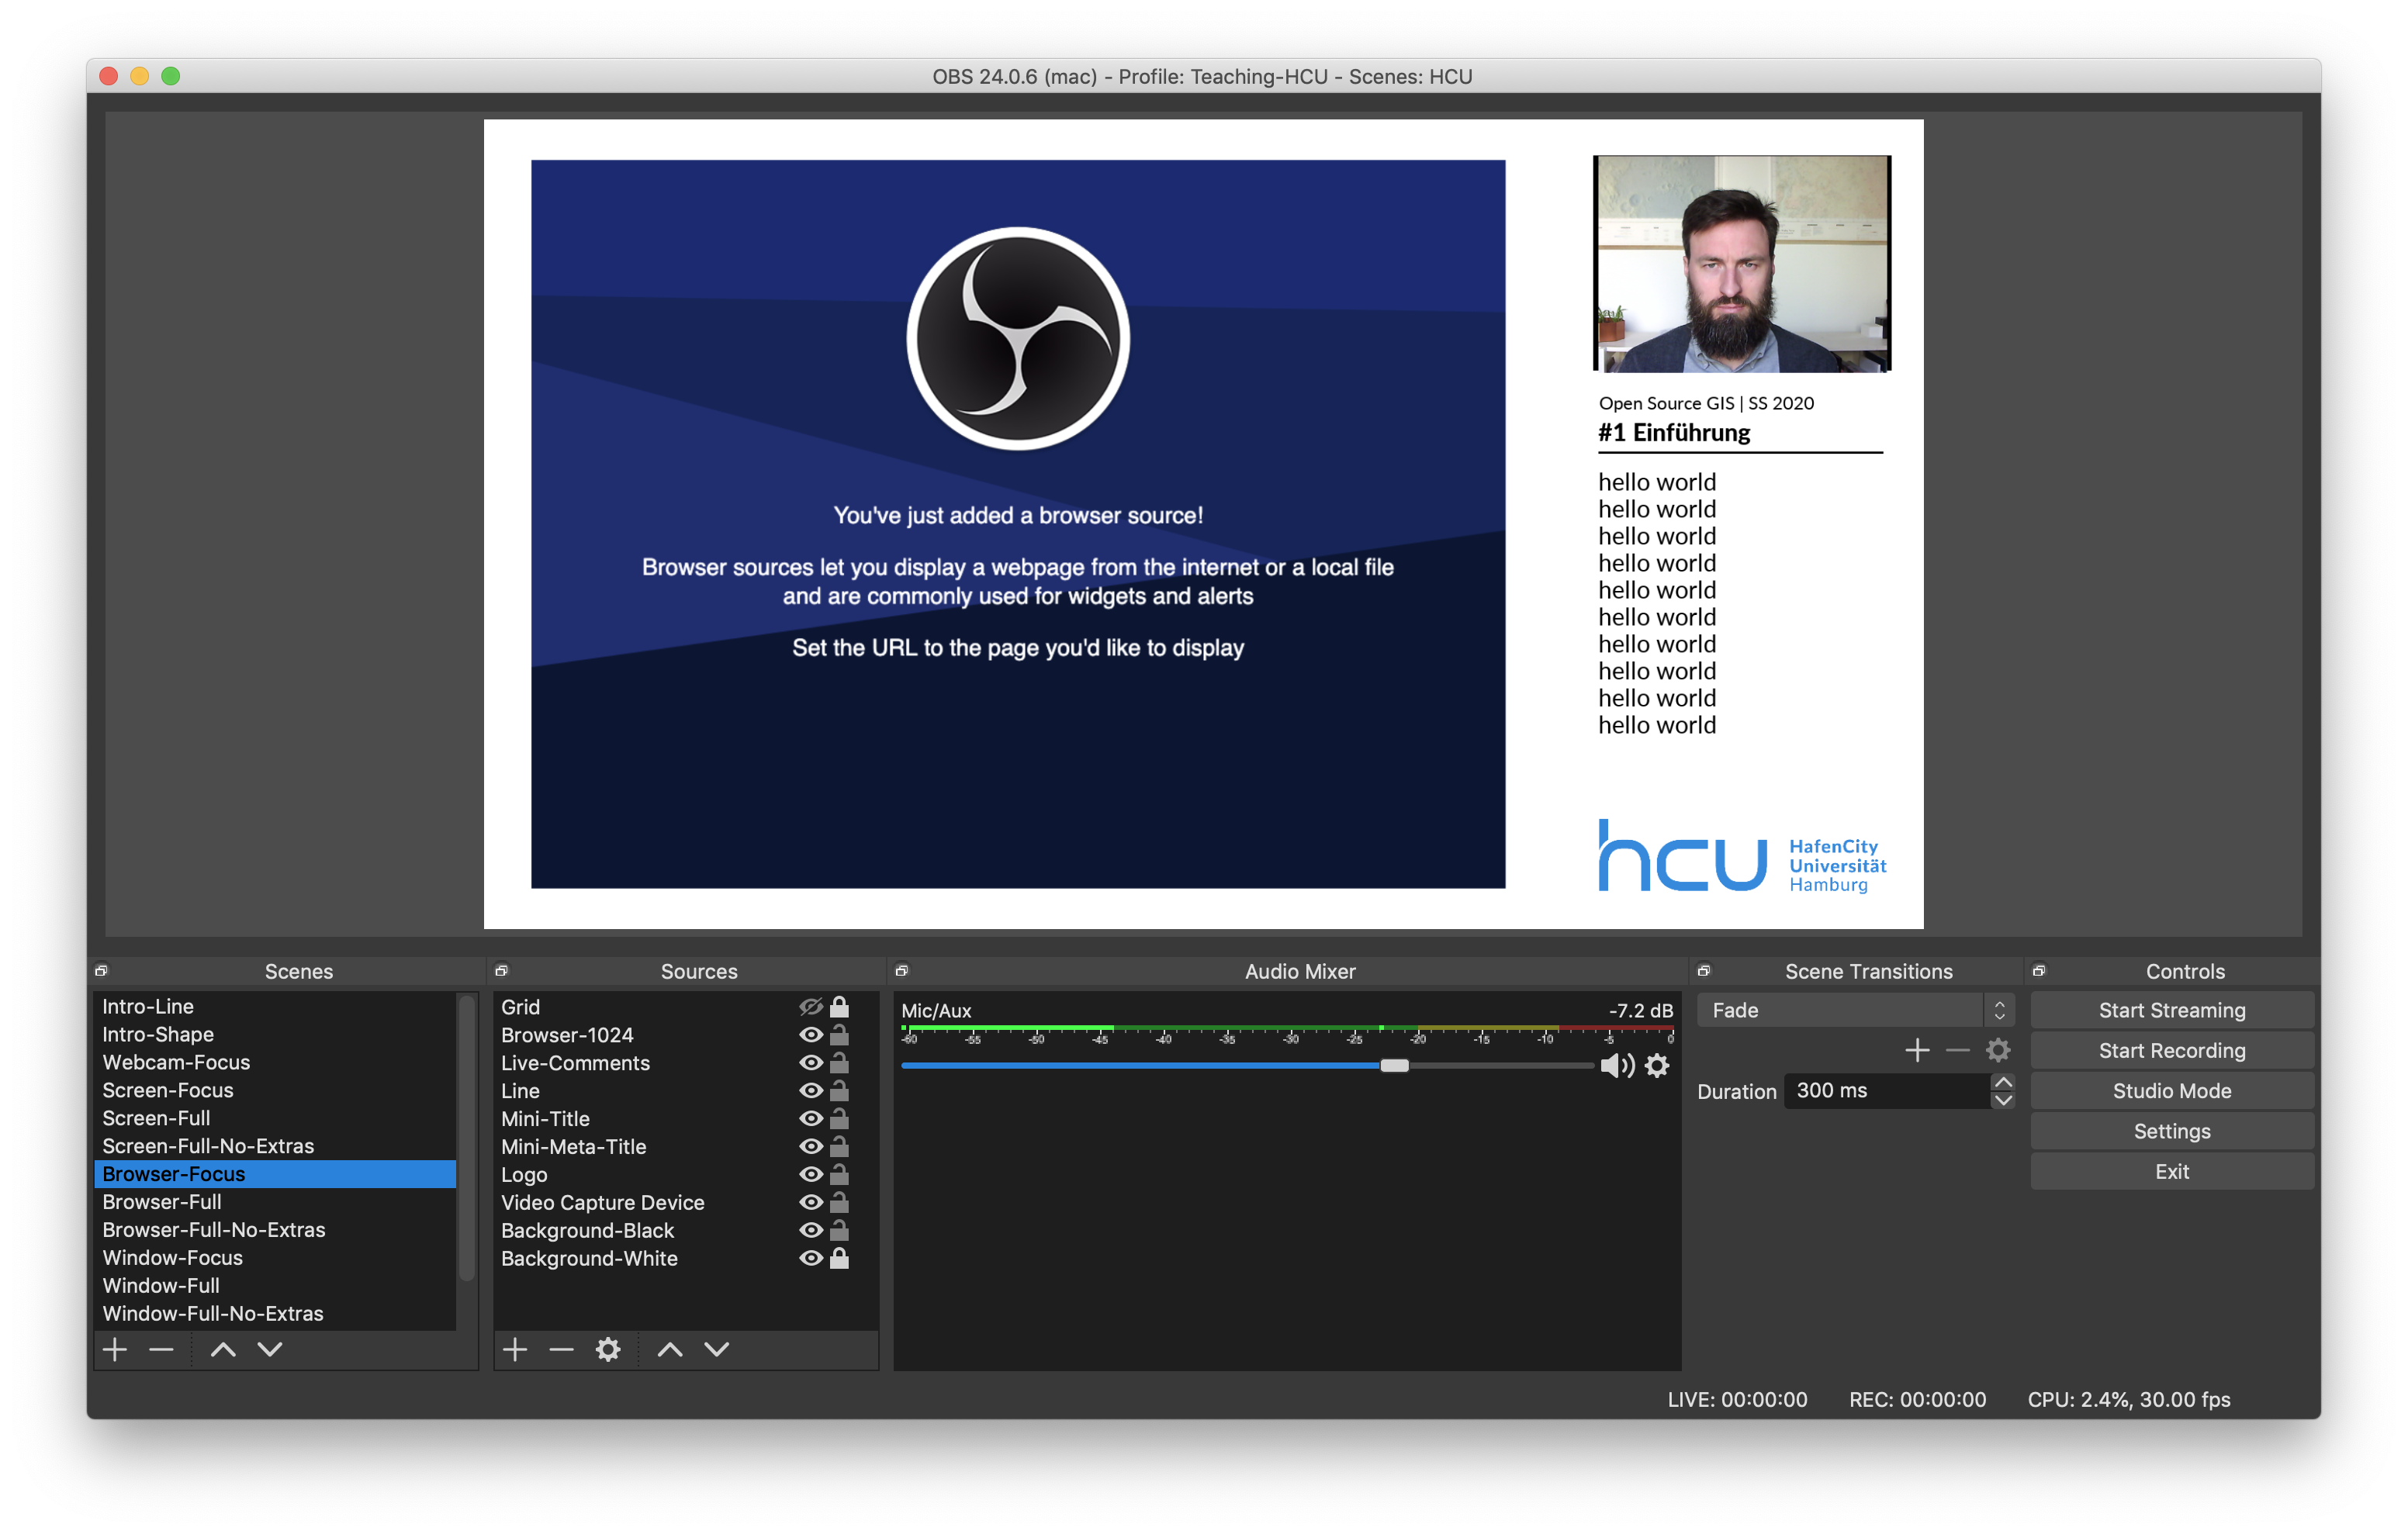 OBS 24.0.6 (mac) - Profile: Teaching-HCU - Scenes: HCU
You've just added a browser source!
Browser sources let you display a webpage from the internet or a local file
and are commonly used for widgets and alerts
Set the URL to the page you'd like to display
Open Source GIS | SS 2020
#1 Einführung
hello world
hello world
hello world
hello world
hello world
hello world
hello world
hello world
hello world
hello world
hcu
HafenCity
Universität
Hamburg
Scenes
Intro-Line
Intro-Shape
Webcam-Focus
Screen-Focus
Screen-Full
Screen-Full-No-Extras
Browser-Focus
Browser-Full
Browser-Full-No-Extras
Window-Focus
Window-Full
Window-Full-No-Extras
Sources
Grid
Browser-1024
Live-Comments
Line
Mini-Title
Mini-Meta-Title
Logo
Video Capture Device
Background-Black
Background-White
Audio Mixer
Mic/Aux -7.2 dB
-60 -55 -50 -45 -40 -35 -30 -25 -20 -15 -10 -5 0
Scene Transitions
Fade
Duration 300 ms
Controls
Start Streaming
Start Recording
Studio Mode
Settings
Exit
LIVE: 00:00:00 REC: 00:00:00 CPU: 2.4%, 30.00 fps